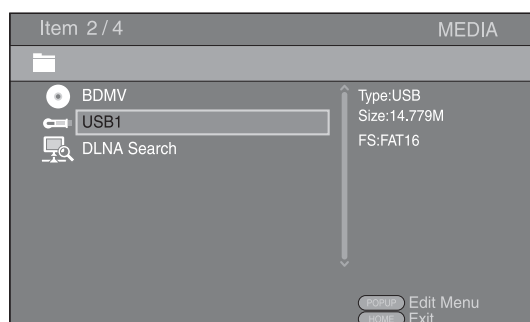 Item 2/4 MEDIA
BDMV
USB1
DLNA Search
Type:USB
Size:14.779M
FS:FAT16
POPUP Edit Menu
HOME Exit